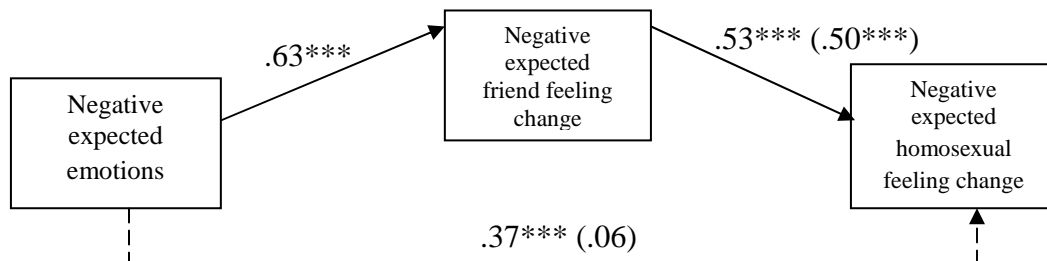 .63***
Negative
expected
friend feeling
change
.53*** (.50***)
Negative
expected
emotions
Negative
expected
homosexual
feeling change
.37*** (.06)